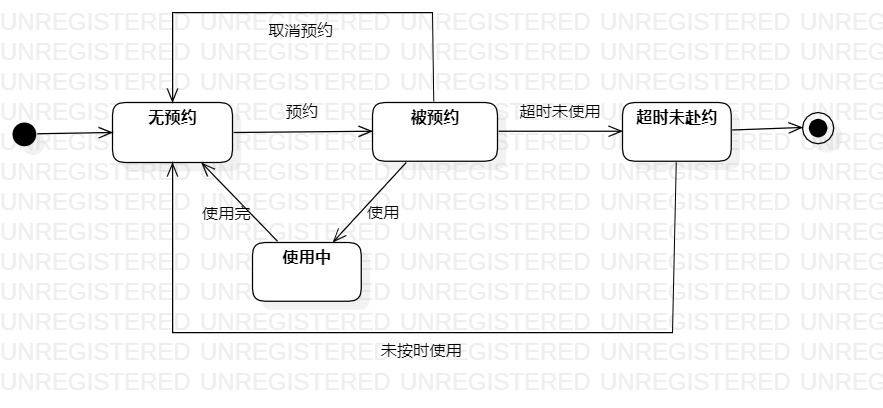 UNREGISTERED UNREGISTERED UNREGISTERED UNREGISTERED UNREGISTERED
取消预约
无预约
预约
被预约
超时未使用
超时未赴约
使用完
使用
使用中
未按时使用